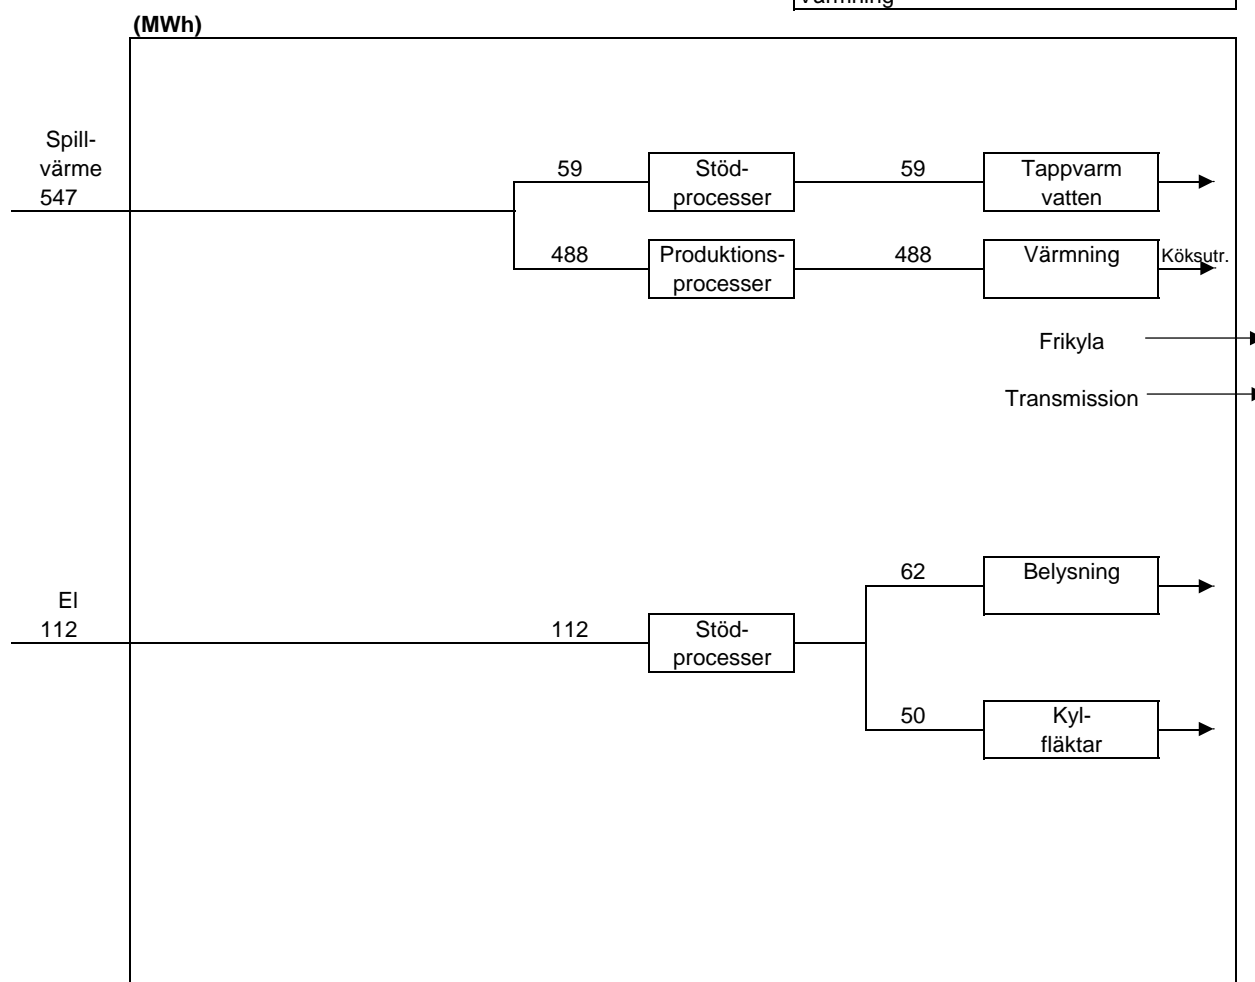 Värmning
(MWh)
Spill-
värme
547
59
Stöd-
processer
59
Tappvarm
vatten
488
Produktions-
processer
488
Värmning
Köksutr.
Frikyla
Transmission
El
112
112
Stöd-
processer
62
Belysning
50
Kyl-
fläktar